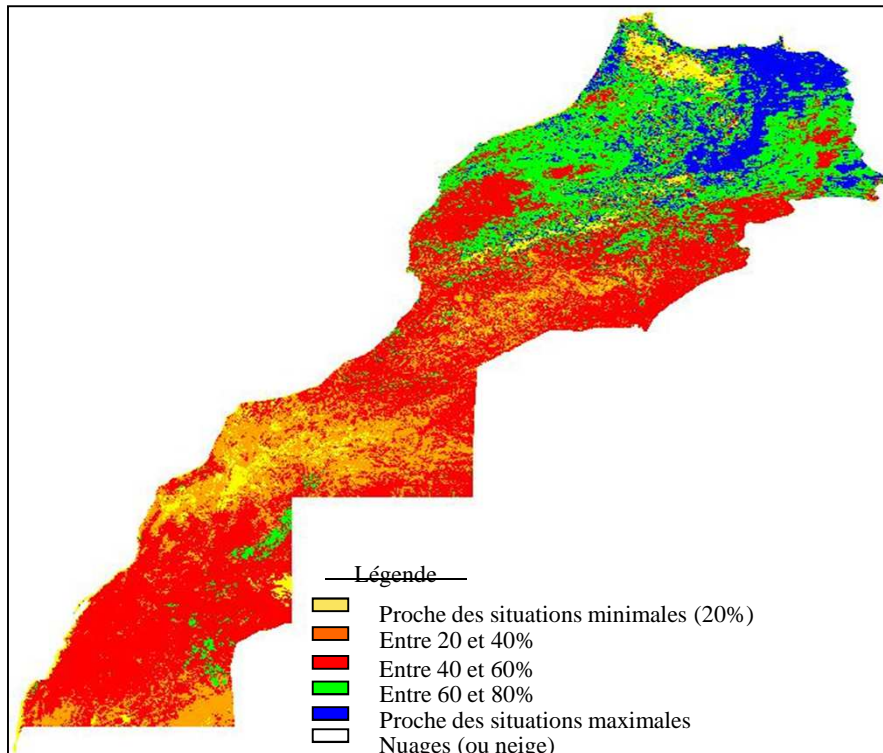 Légende
Proche des situations minimales (20%)
Entre 20 et 40%
Entre 40 et 60%
Entre 60 et 80%
Proche des situations maximales
Nuages (ou neige)